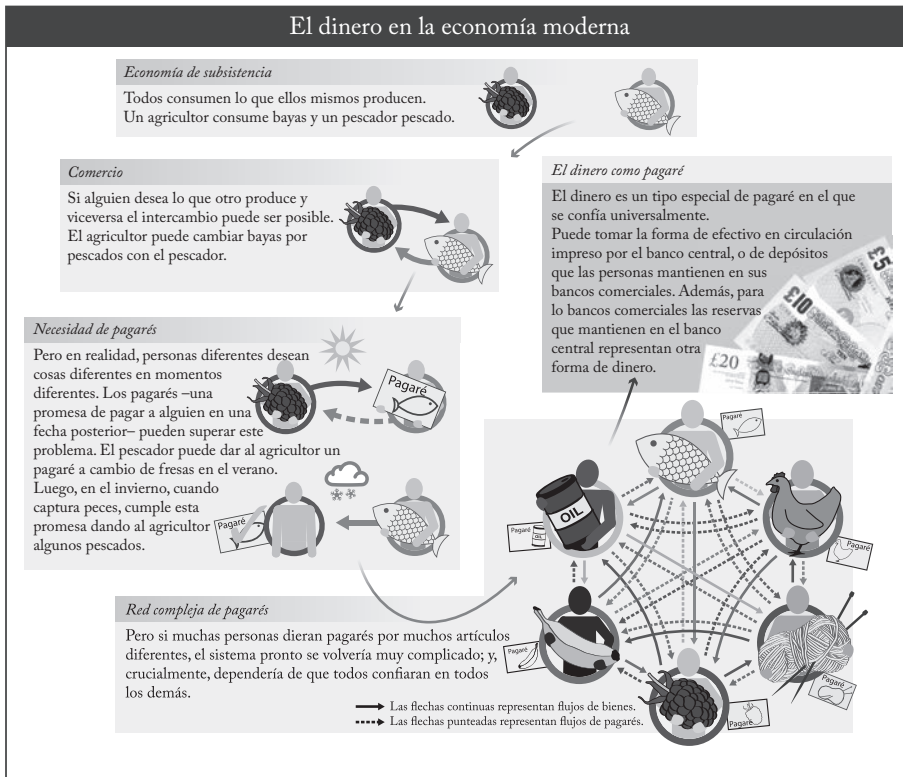 El dinero en la economía moderna
Economía de subsistencia
Todos consumen lo que ellos mismos producen.
Un agricultor consume bayas y un pescador pescado.
Comercio
Si alguien desea lo que otro produce y
viceversa el intercambio puede ser posible.
El agricultor puede cambiar bayas por
pescados con el pescador.
Necesidad de pagarés
Pero en realidad, personas diferentes desean
cosas diferentes en momentos
diferentes. Los pagarés –una
promesa de pagar a alguien en una
fecha posterior– pueden superar este
problema. El pescador puede dar al agricultor un
pagaré a cambio de fresas en el verano.
Luego, en el invierno, cuando
captura peces, cumple esta
promesa dando al agricultor
algunos pescados.
Pagaré
Pagaré
El dinero como pagaré
El dinero es un tipo especial de pagaré en el que
se confía universalmente.
Puede tomar la forma de efectivo en circulación
impreso por el banco central, o de depósitos
que las personas mantienen en sus
bancos comerciales. Además, para
lo bancos comerciales las reservas
que mantienen en el banco
central representan otra
forma de dinero.
£5
£10
£20
Red compleja de pagarés
Pero si muchas personas dieran pagarés por muchos artículos
diferentes, el sistema pronto se volvería muy complicado; y,
crucialmente, dependería de que todos confiaran en todos
los demás.
Las flechas continuas representan flujos de bienes.
Las flechas punteadas representan flujos de pagarés.
Pagaré
OIL
Pagaré
Pagaré
Pagaré
Pagaré
Pagaré